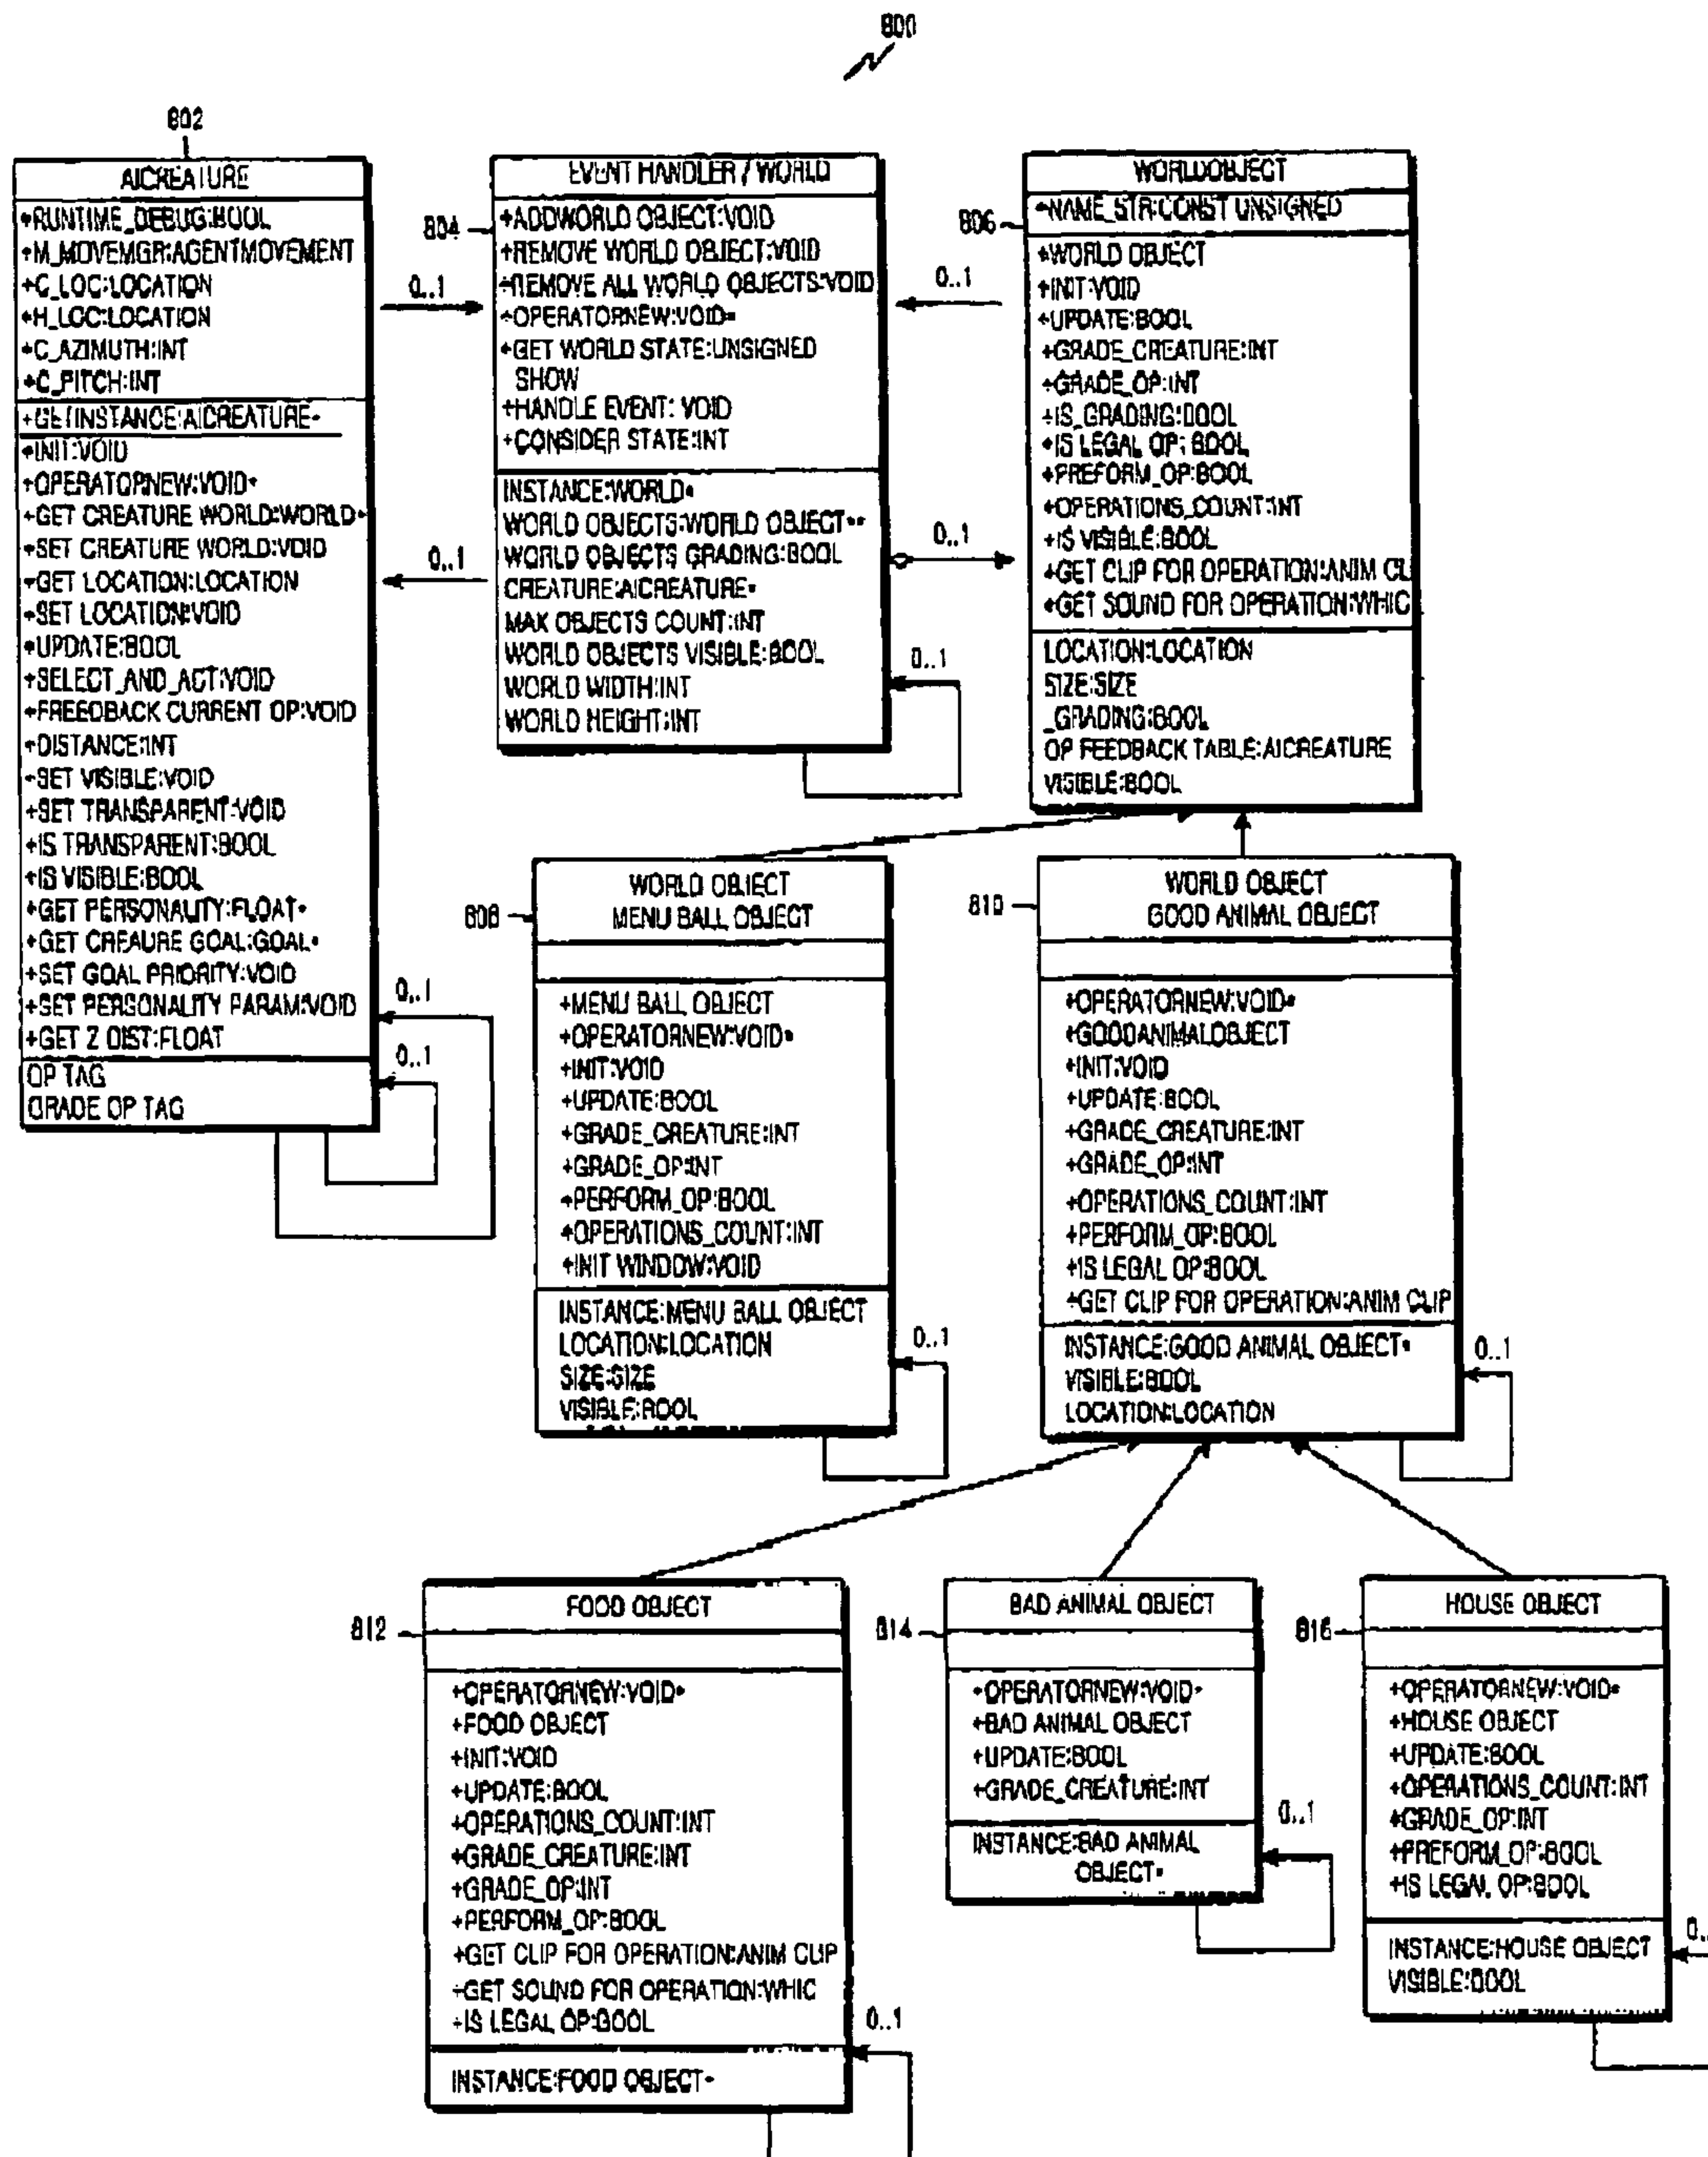 800
802
AICREATURE
+RUNTIME_DEBUG:BOOL
+M_MOVEMGR:AGENTMOVEMENT
+C_LOC:LOCATION
+H_LOC:LOCATION
+C_AZIMUTH:INT
+C_PITCH:INT
+GETINSTANCE:AICREATURE*
+INIT:VOID
+OPERATORNEW:VOID*
+GET CREATURE WORLD:WORLD*
+SET CREATURE WORLD:VOID
+GET LOCATION:LOCATION
+SET LOCATION:VOID
+UPDATE:BOOL
+SELECT_AND_ACT:VOID
+FREEDBACK CURRENT OP:VOID
+DISTANCE:INT
+SET VISIBLE:VOID
+SET TRANSPARENT:VOID
+IS TRANSPARENT:BOOL
+IS VISIBLE:BOOL
+GET PERSONALITY:FLOAT*
+GET CREAURE GOAL:GOAL*
+SET GOAL PRIORITY:VOID
+SET PERSONALITY PARAM:VOID
+GET Z DIST:FLOAT
OP TAG
GRADE OP TAG
0..1
0..1
0..1
0..1
804
EVENT HANDLER / WORLD
+ADDWORLD OBJECT:VOID
+REMOVE WORLD OBJECT:VOID
+REMOVE ALL WORLD OBJECTS:VOID
+OPERATORNEW:VOID*
+GET WORLD STATE:UNSIGNED
SHOW
+HANDLE EVENT: VOID
+CONSIDER STATE:INT
INSTANCE:WORLD*
WORLD OBJECTS:WORLD OBJECT**
WORLD OBJECTS GRADING:BOOL
CREATURE:AICREATURE*
MAX OBJECTS COUNT:INT
WORLD OBJECTS VISIBLE:BOOL
WORLD WIDTH:INT
WORLD HEIGHT:INT
0..1
0..1
0..1
806
WORLDOBJECT
+NAME_STR:CONST UNSIGNED
+WORLD OBJECT
+INIT:VOID
+UPDATE:BOOL
+GRADE_CREATURE:INT
+GRADE_OP:INT
+IS_GRADING:BOOL
+IS LEGAL OP: BOOL
+PREFORM_OP:BOOL
+OPERATIONS_COUNT:INT
+IS VISIBLE:BOOL
+GET CLIP FOR OPERATION:ANIM CL
+GET SOUND FOR OPERATION:WHIC
LOCATION:LOCATION
SIZE:SIZE
_GRADING:BOOL
OP FEEDBACK TABLE:AICREATURE
VISIBLE:BOOL
808
WORLD OBJECT
MENU BALL OBJECT
+MENU BALL OBJECT
+OPERATORNEW:VOID*
+INIT:VOID
+UPDATE:BOOL
+GRADE_CREATURE:INT
+GRADE_OP:INT
+PERFORM_OP:BOOL
+OPERATIONS_COUNT:INT
+INIT WINDOW:VOID
INSTANCE:MENU BALL OBJECT
LOCATION:LOCATION
SIZE:SIZE
VISIBLE:BOOL
0..1
810
WORLD OBJECT
GOOD ANIMAL OBJECT
+OPERATORNEW:VOID*
+GOODANIMALOBJECT
+INIT:VOID
+UPDATE:BOOL
+GRADE_CREATURE:INT
+GRADE_OP:INT
+OPERATIONS_COUNT:INT
+PERFORM_OP:BOOL
+IS LEGAL OP:BOOL
+GET CLIP FOR OPERATION:ANIM CLIP
INSTANCE:GOOD ANIMAL OBJECT*
VISIBLE:BOOL
LOCATION:LOCATION
0..1
812
FOOD OBJECT
+OPERATORNEW:VOID*
+FOOD OBJECT
+INIT:VOID
+UPDATE:BOOL
+OPERATIONS_COUNT:INT
+GRADE_CREATURE:INT
+GRADE_OP:INT
+PERFORM_OP:BOOL
+GET CLIP FOR OPERATION:ANIM CLIP
+GET SOUND FOR OPERATION:WHIC
+IS LEGAL OP:BOOL
INSTANCE:FOOD OBJECT*
0..1
814
BAD ANIMAL OBJECT
+OPERATORNEW:VOID*
+BAD ANIMAL OBJECT
+UPDATE:BOOL
+GRADE_CREATURE:INT
INSTANCE:BAD ANIMAL
OBJECT*
0..1
816
HOUSE OBJECT
+OPERATORNEW:VOID*
+HOUSE OBJECT
+UPDATE:BOOL
+OPERATIONS_COUNT:INT
+GRADE_OP:INT
+PREFORM_OP:BOOL
+IS LEGAL OP:BOOL
INSTANCE:HOUSE OBJECT
VISIBLE:BOOL
0..